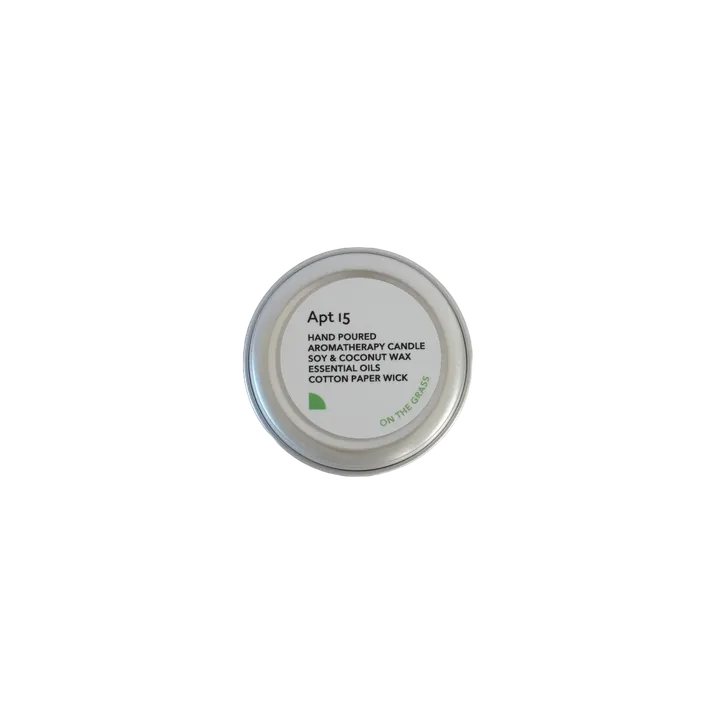 Apt 15
HAND POURED
AROMATHERAPY CANDLE
SOY & COCONUT WAX
ESSENTIAL OILS
COTTON PAPER WICK
ON THE GRASS